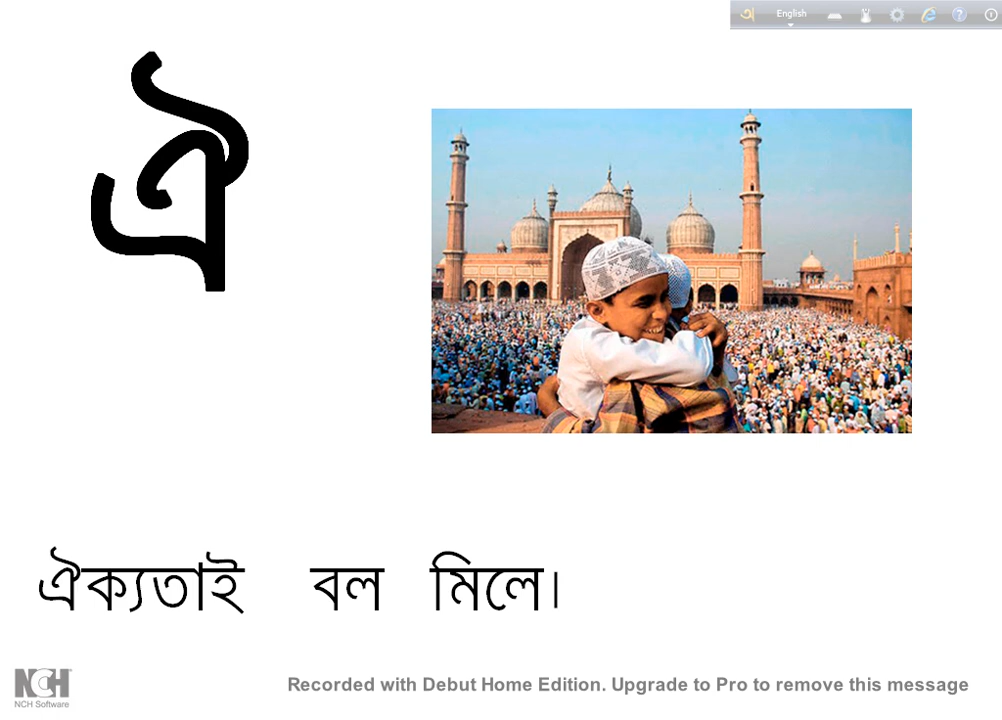 English
ঐ
ঐক্যতাই বল মিলে।
NCH
NCH Software
Recorded with Debut Home Edition. Upgrade to Pro to remove this message